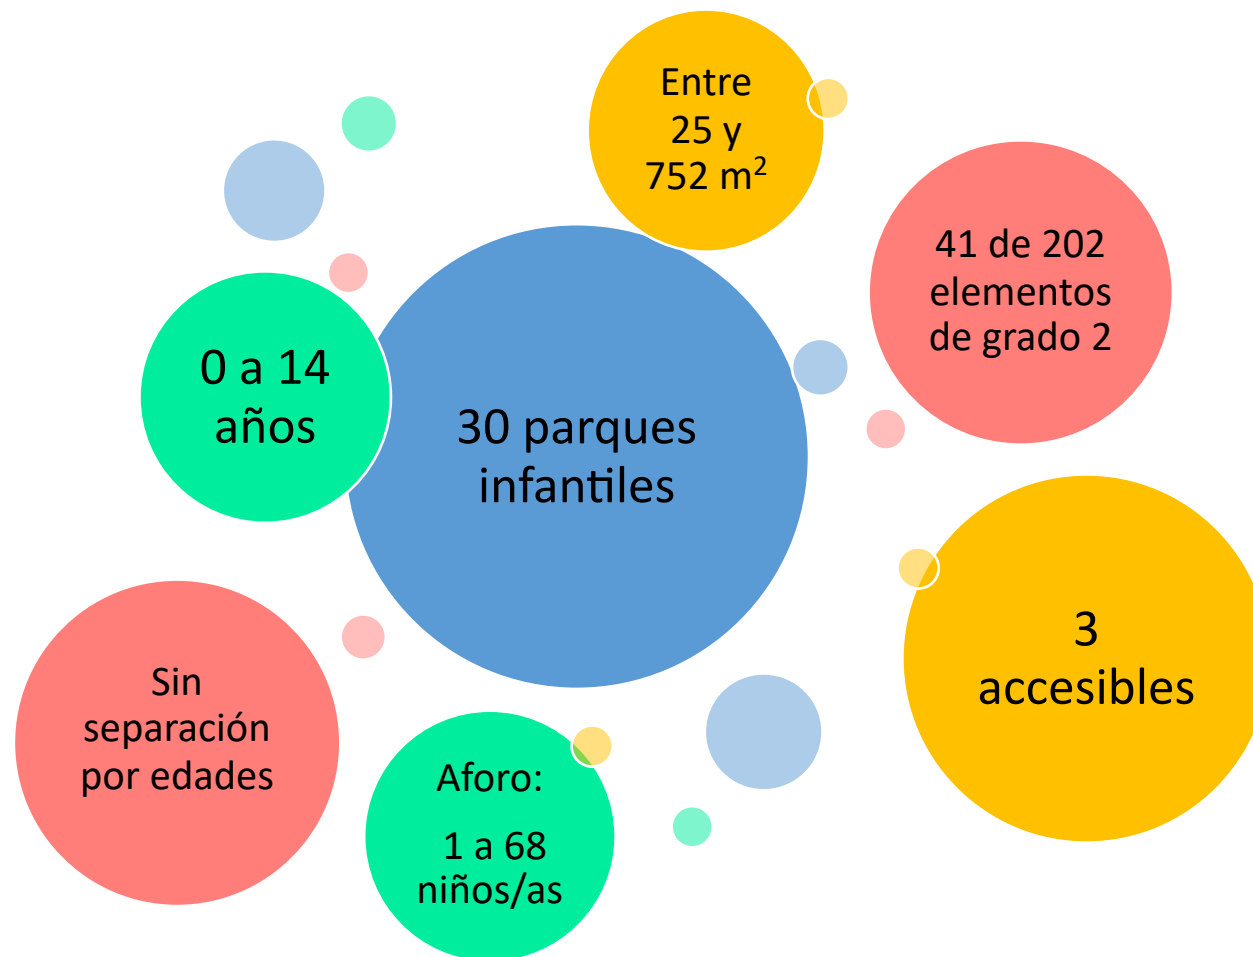 Entre
25 y
752 m²
41 de 202
elementos
de grado 2
0 a 14
años
30 parques
infantiles
3
accesibles
Sin
separación
por edades
Aforo:
1 a 68
niños/as